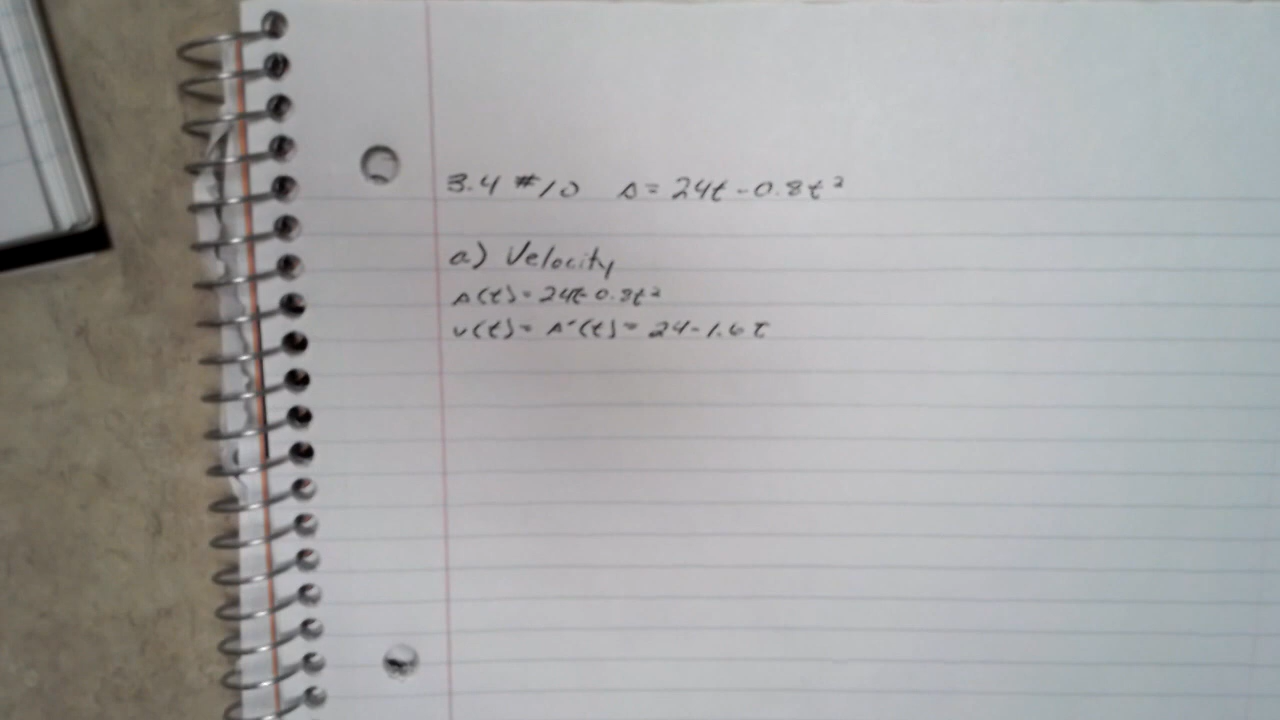 3.4 #10 s = 24t - 0.8t²
a) Velocity
s(t) = 24t - 0.8t²
v(t) = s'(t) = 24 - 1.6t